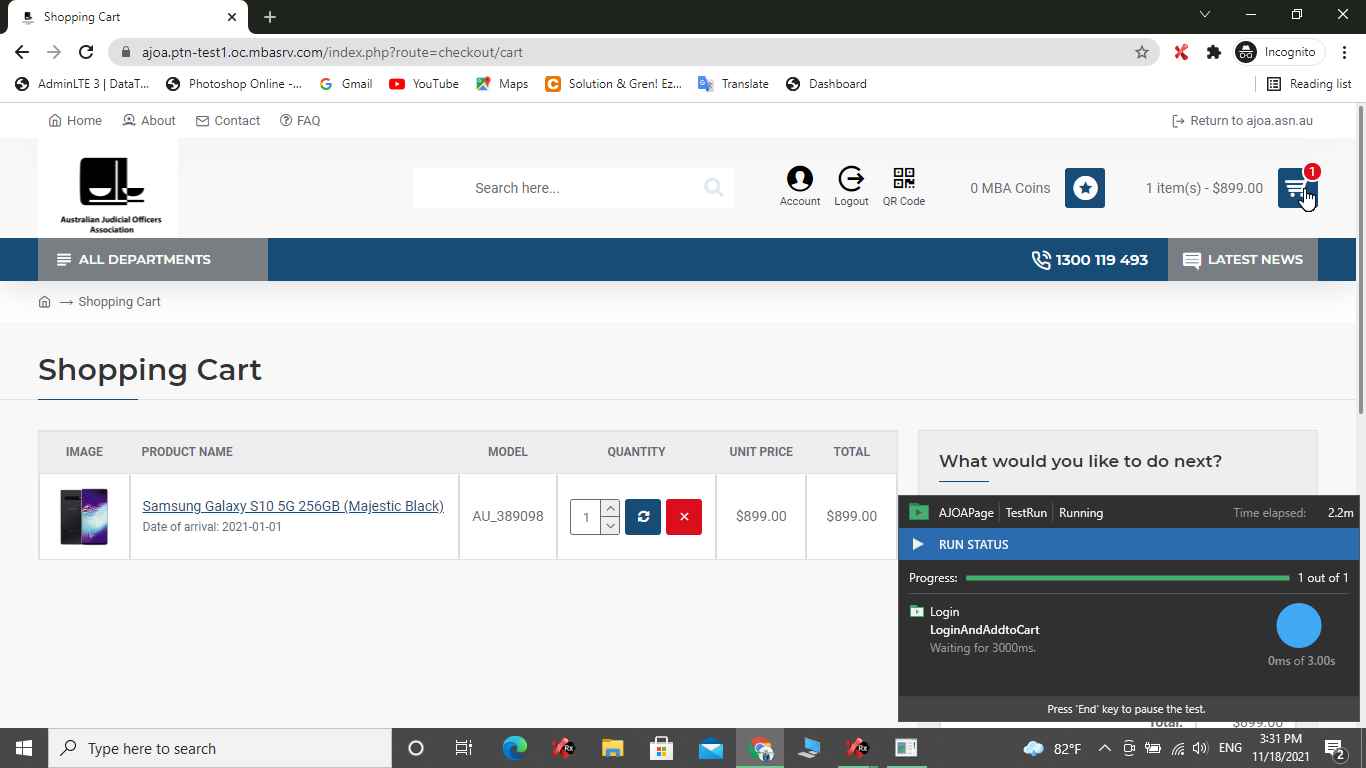 Shopping Cart
ajoa.ptn-test1.oc.mbasrv.com/index.php?route=checkout/cart
Incognito
AdminLTE 3 | DataT...
Photoshop Online -...
Gmail
YouTube
Maps
Solution & Gren! Ez...
Translate
Dashboard
Reading list
Home
About
Contact
FAQ
Return to ajoa.asn.au
Australian Judicial Officers
Association
Search here...
Account
Logout
QR Code
0 MBA Coins
1 item(s) - $899.00
1
ALL DEPARTMENTS
1300 119 493
LATEST NEWS
Shopping Cart
Shopping Cart
IMAGE
PRODUCT NAME
MODEL
QUANTITY
UNIT PRICE
TOTAL
Samsung Galaxy S10 5G 256GB (Majestic Black)
Date of arrival: 2021-01-01
AU_389098
1
$899.00
$899.00
What would you like to do next?
AJOAPage
TestRun
Running
Time elapsed: 2.2m
RUN STATUS
Progress:
1 out of 1
Login
LoginAndAddtoCart
Waiting for 3000ms.
0ms of 3.00s
Press 'End' key to pause the test.
Total:
$899.00
Type here to search
Rx
Rx
82°F
ENG
3:31 PM
11/18/2021
2